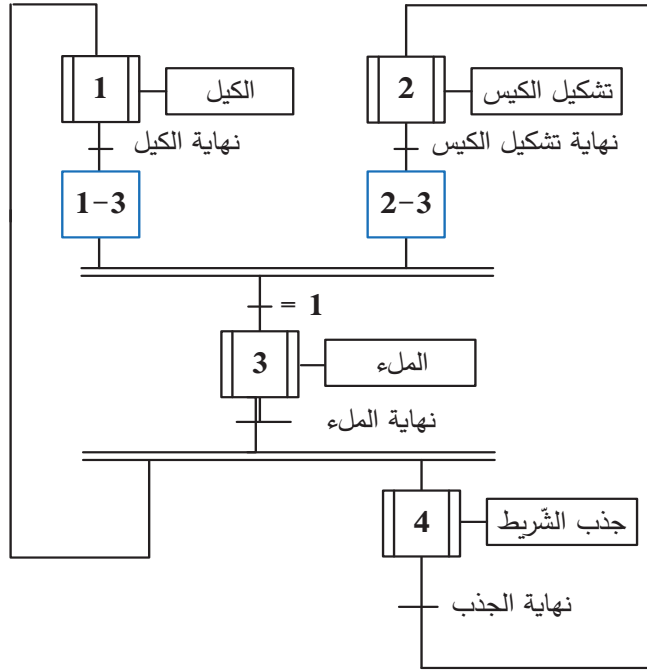 1
الكيل
2
تشكيل الكيس
نهاية الكيل
نهاية تشكيل الكيس
1-3
2-3
= 1
3
الملء
نهاية الملء
4
جذب الشّريط
نهاية الجذب